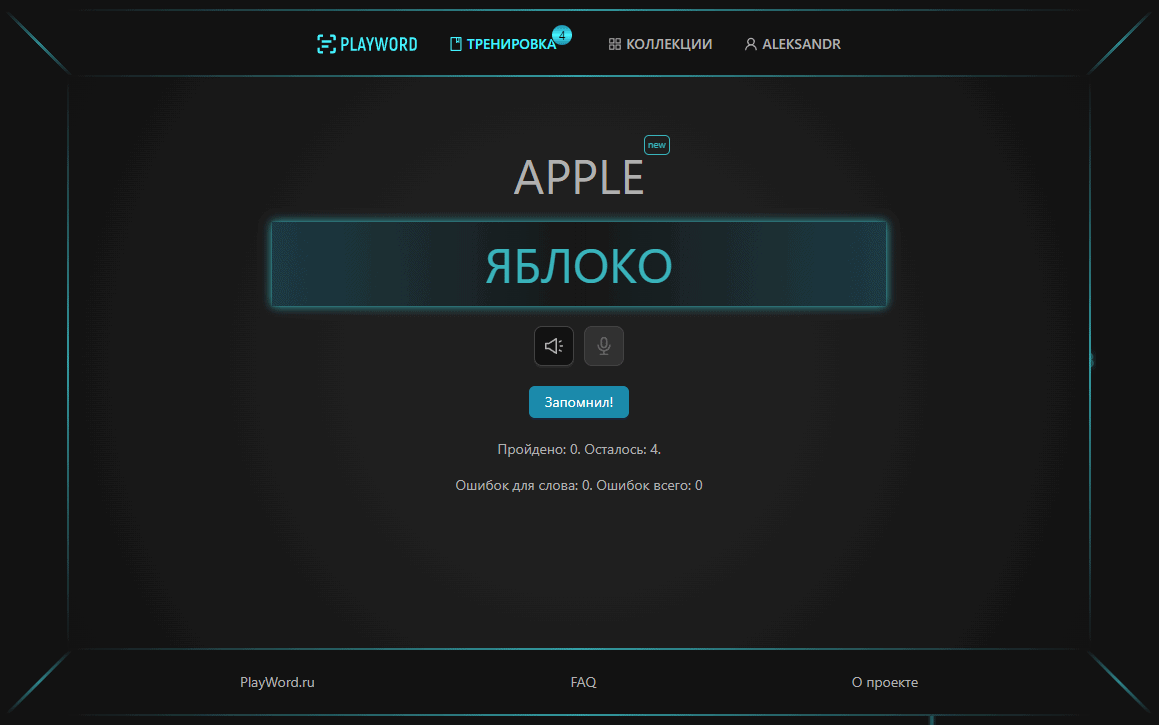 PLAYWORD ТРЕНИРОВКА 4 КОЛЛЕКЦИИ ALEKSANDR
new
APPLE
ЯБЛОКО
Запомнил!
Пройдено: 0. Осталось: 4.
Ошибок для слова: 0. Ошибок всего: 0
PlayWord.ru FAQ О проекте